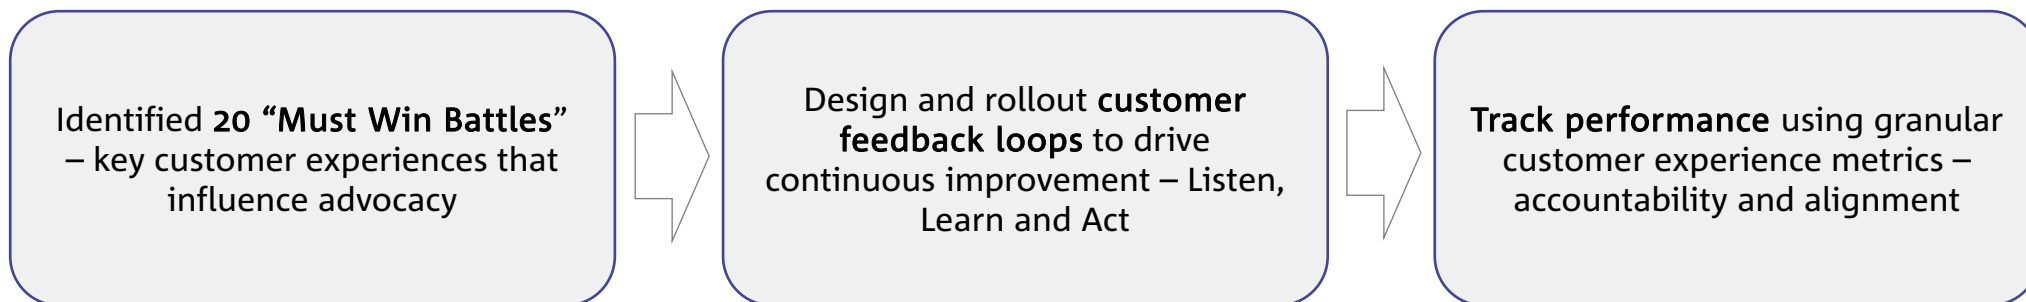 Identified 20 “Must Win Battles”
– key customer experiences that
influence advocacy
Design and rollout customer
feedback loops to drive
continuous improvement – Listen,
Learn and Act
Track performance using granular
customer experience metrics –
accountability and alignment